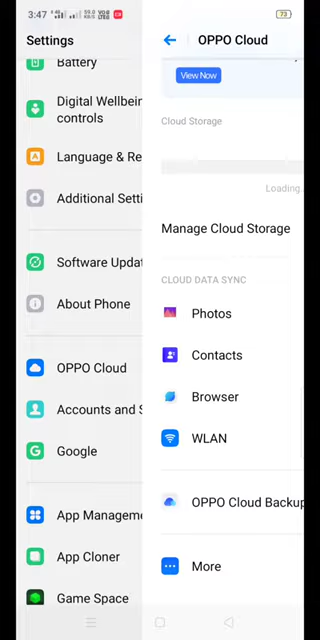 3:47
73
Settings
Battery
Digital Wellbein
controls
Language & Re
Additional Setti
Software Updat
About Phone
OPPO Cloud
Accounts and S
Google
App Manageme
App Cloner
Game Space
OPPO Cloud
View Now
Cloud Storage
Loading..
Manage Cloud Storage
CLOUD DATA SYNC
Photos
Contacts
Browser
WLAN
OPPO Cloud Backup
More